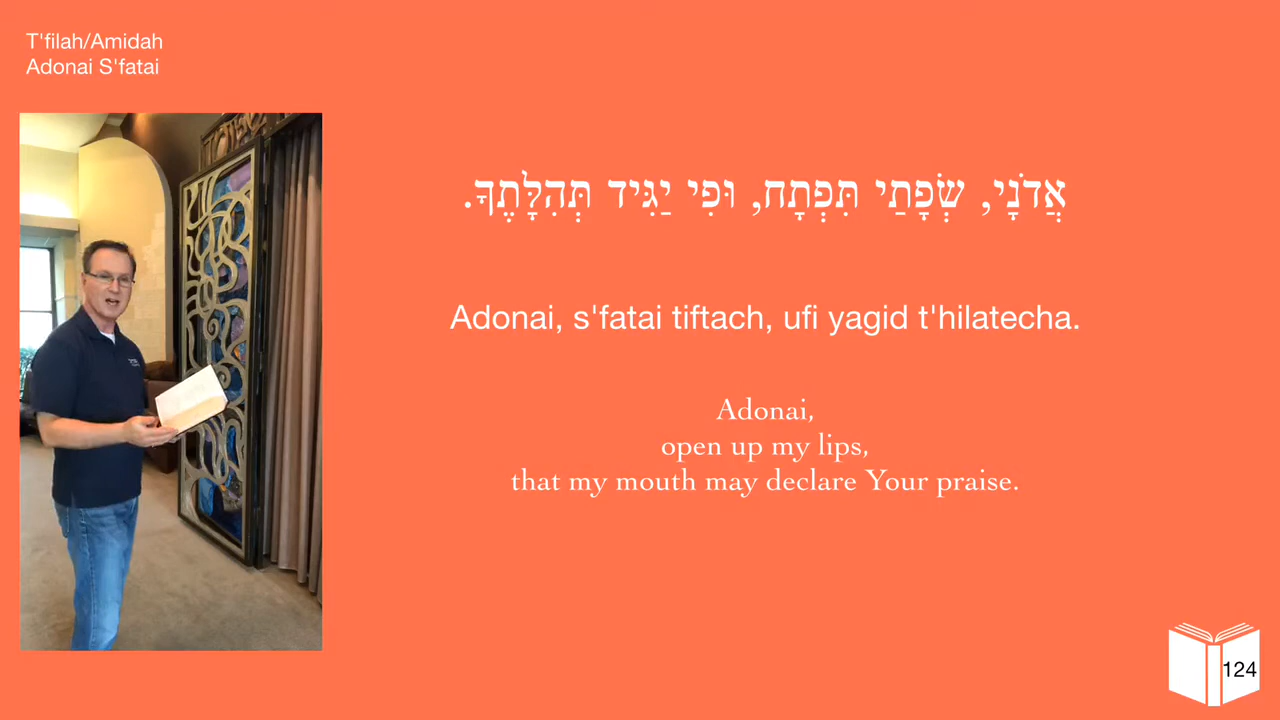 T'filah/Amidah
Adonai S'fatai
אֲדֹנָי, שְׂפָתַי תִּפְתָּח, וּפִי יַגִּיד תְּהִלָּתֶךָ.
Adonai, s'fatai tiftach, ufi yagid t'hilatecha.
Adonai,
open up my lips,
that my mouth may declare Your praise.
124